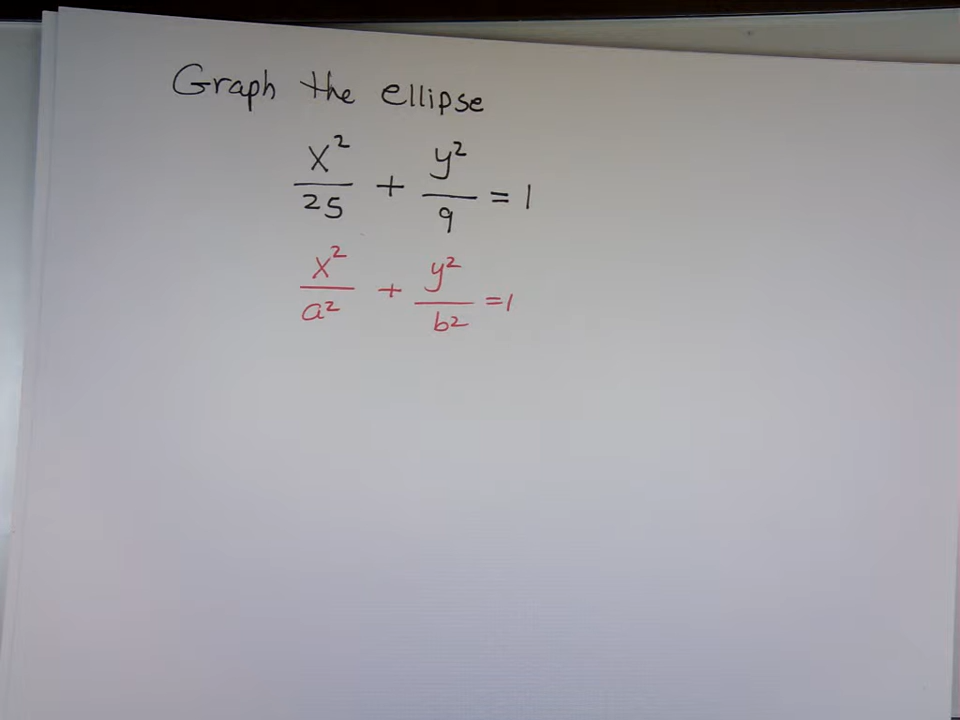 Graph the ellipse
x²/25 + y²/9 = 1
x²/a² + y²/b² = 1